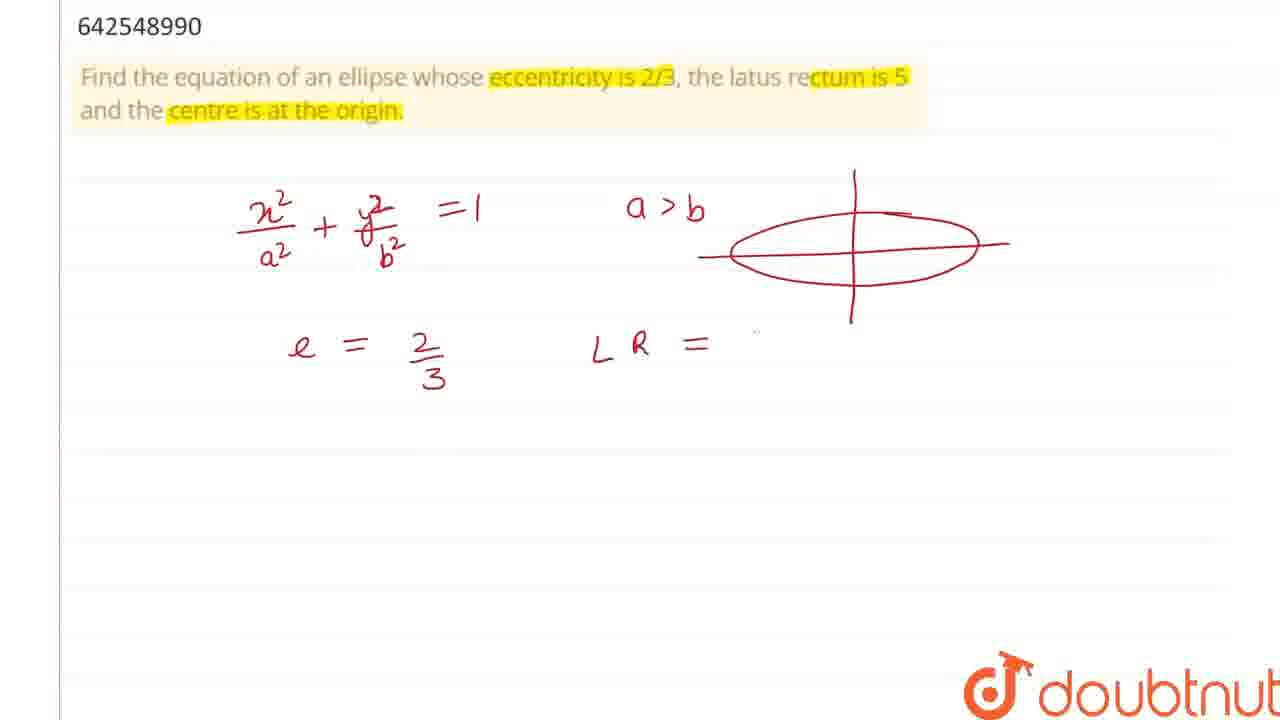 642548990
Find the equation of an ellipse whose eccentricity is 2/3, the latus rectum is 5
and the centre is at the origin.
x²/a² + y²/b² = 1 a > b
e = 2/3 L R =
doubtnut